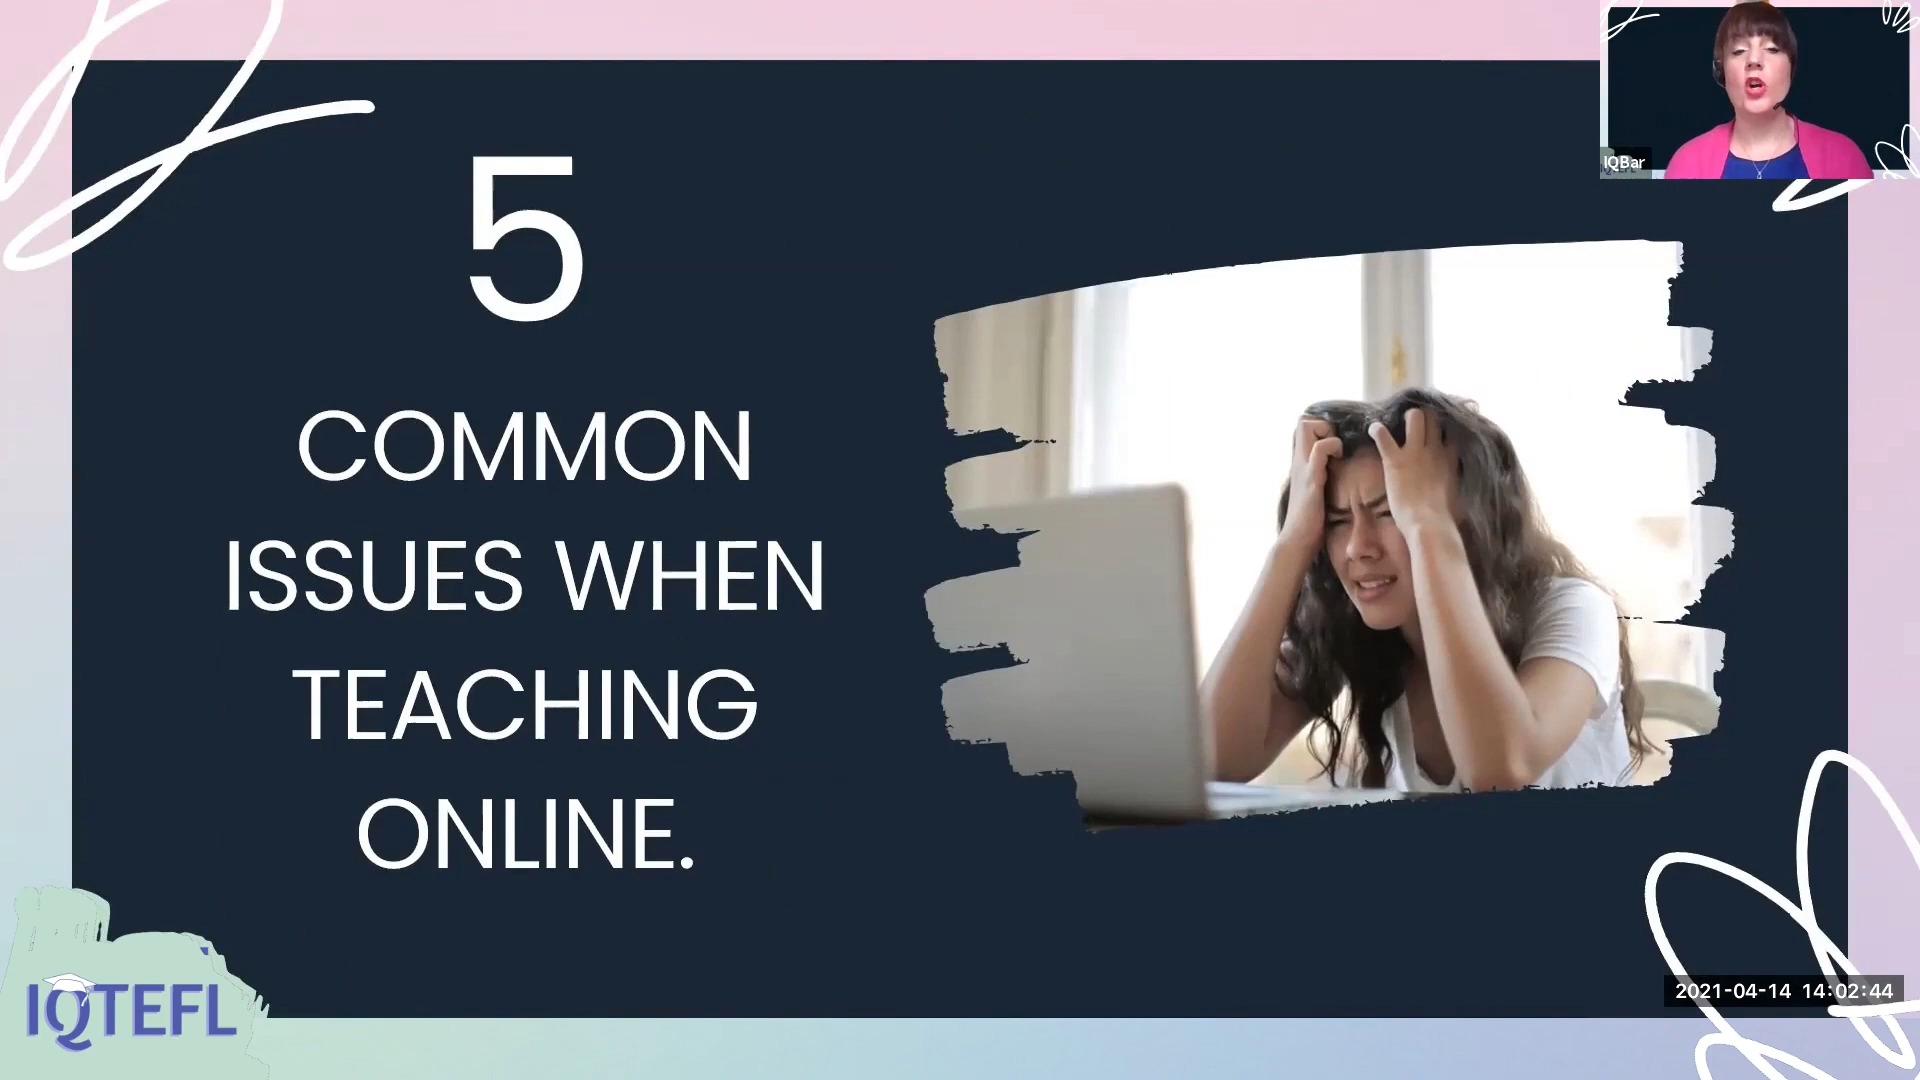 5
COMMON
ISSUES WHEN
TEACHING
ONLINE.
IQBar
IQTEFL
2021-04-14 14:02:44